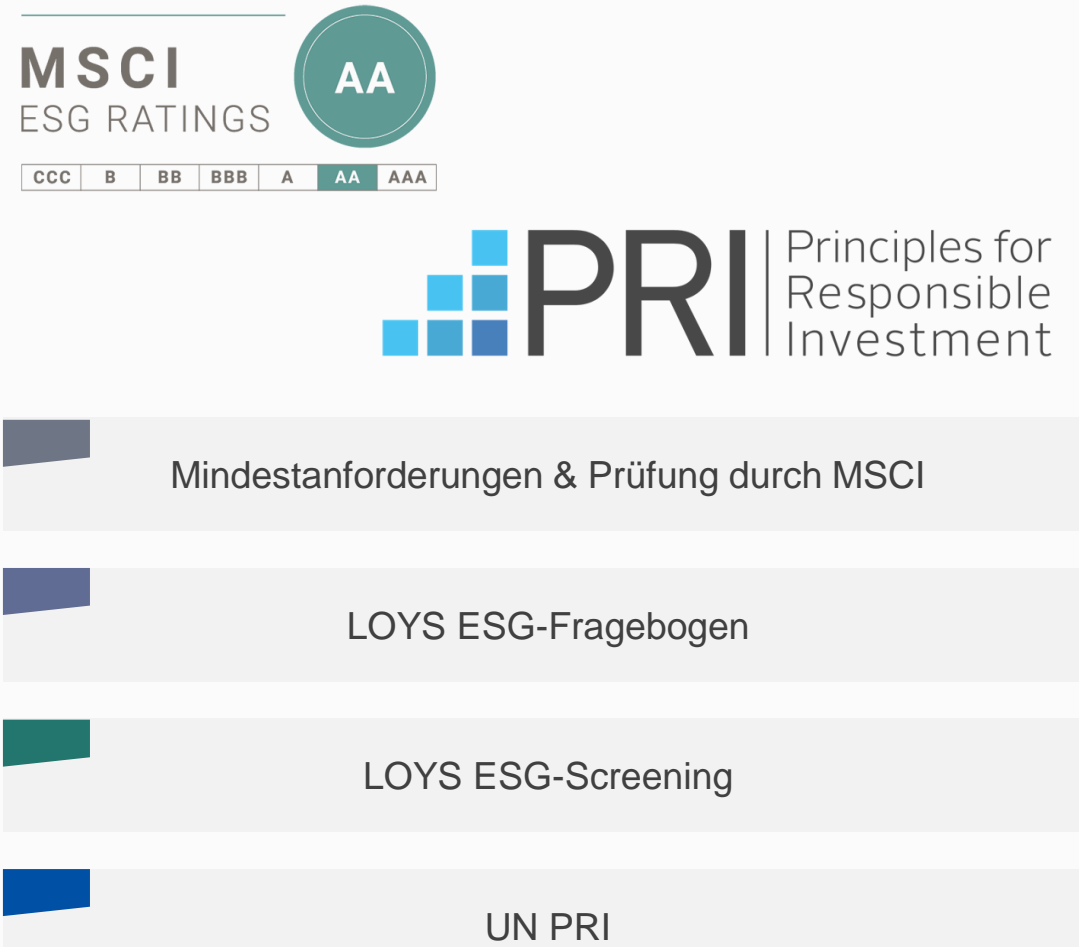 MSCI
ESG RATINGS
AA
CCC B BB BBB A AA AAA
PRI
Principles for
Responsible
Investment
Mindestanforderungen & Prüfung durch MSCI
LOYS ESG-Fragebogen
LOYS ESG-Screening
UN PRI